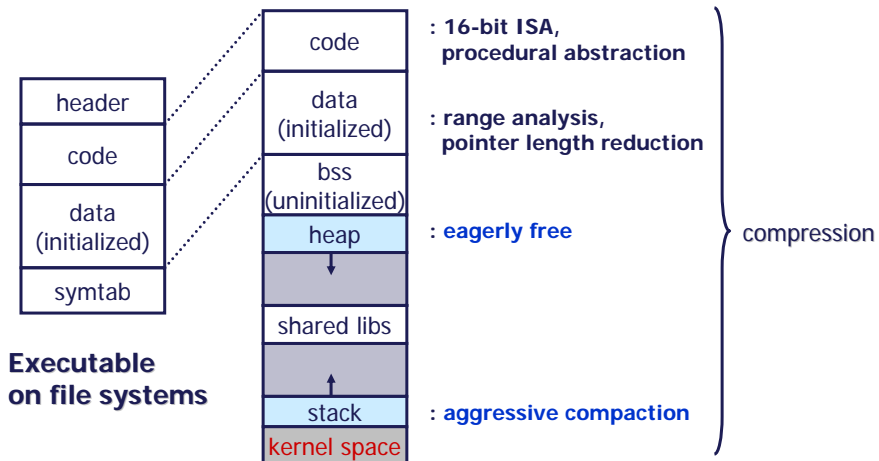 header
code
data
(initialized)
symtab
Executable
on file systems
code
data
(initialized)
bss
(uninitialized)
heap
shared libs
stack
kernel space
: 16-bit ISA,
procedural abstraction
: range analysis,
pointer length reduction
: eagerly free
: aggressive compaction
compression